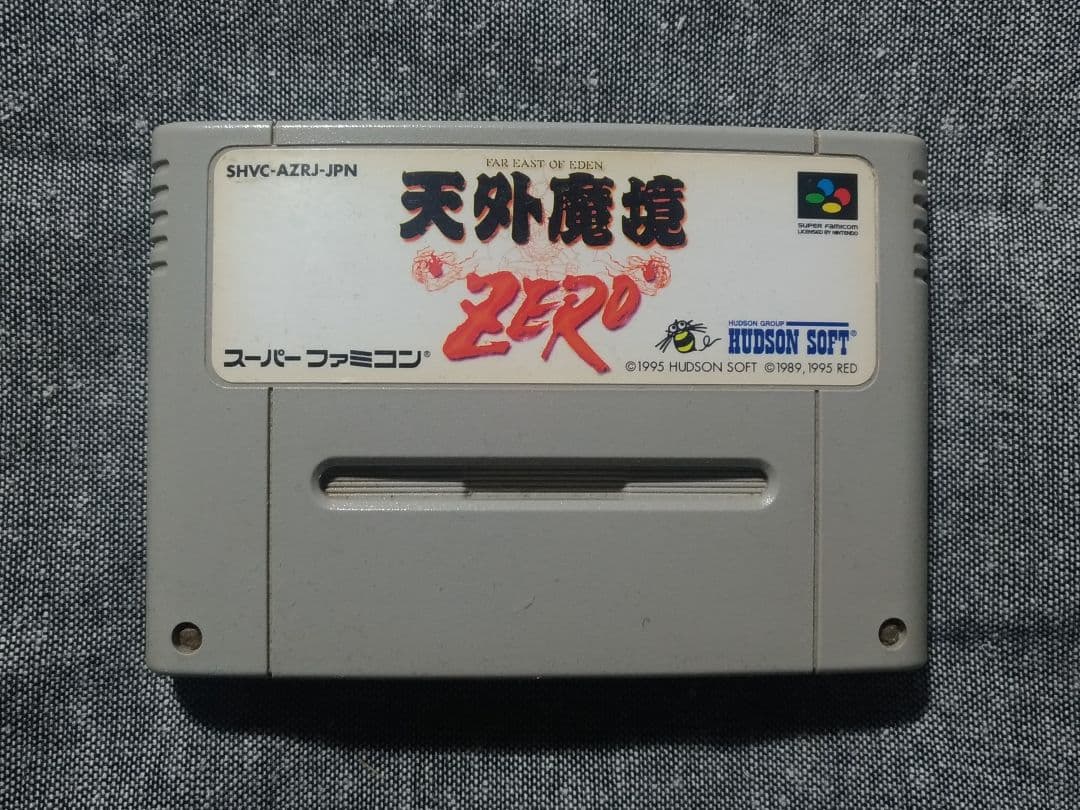 SHVC-AZRJ-JPN
FAR EAST OF EDEN
天外魔境
ZERO
SUPER FAMICOM
LICENSED BY NINTENDO
スーパーファミコン®
HUDSON GROUP
HUDSON SOFT®
©1995 HUDSON SOFT ©1989,1995 RED